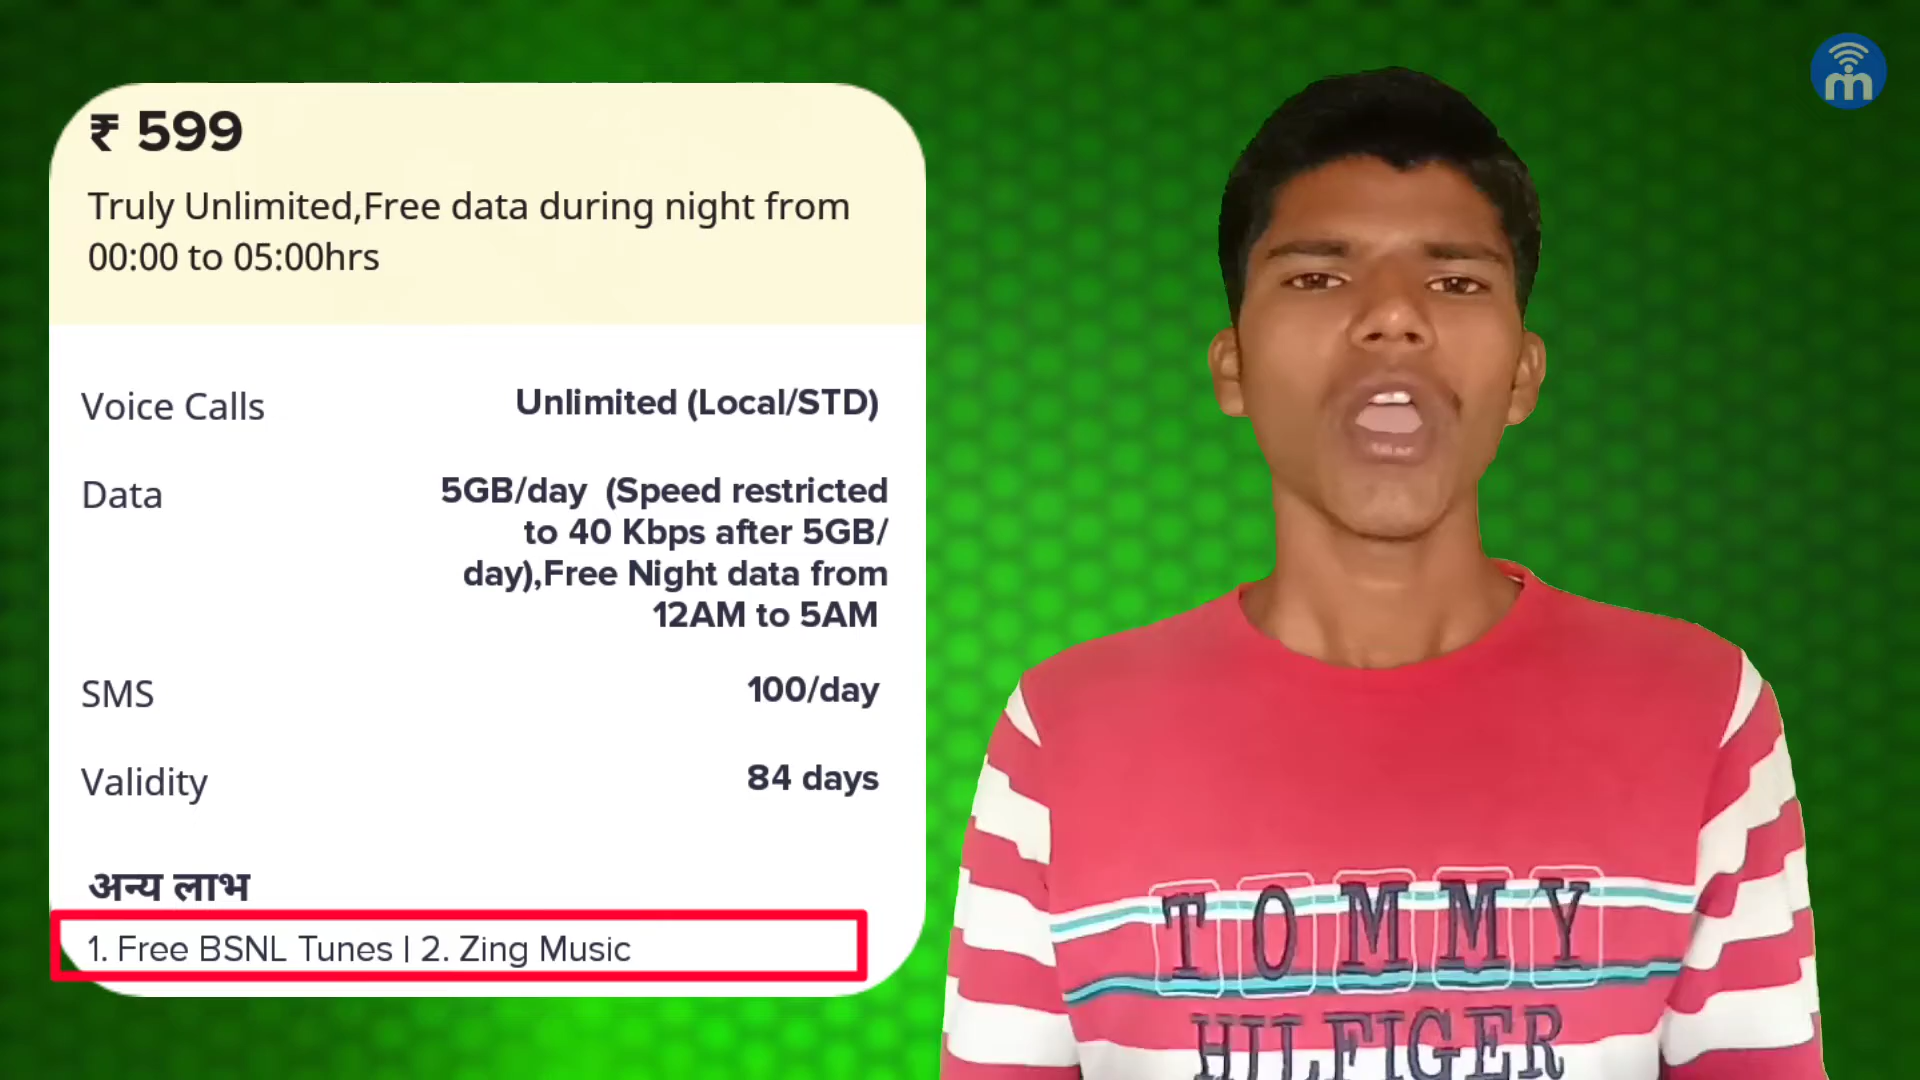 ₹ 599
Truly Unlimited,Free data during night from
00:00 to 05:00hrs
Voice Calls
Unlimited (Local/STD)
Data
5GB/day (Speed restricted
to 40 Kbps after 5GB/
day),Free Night data from
12AM to 5AM
SMS
100/day
Validity
84 days
अन्य लाभ
1. Free BSNL Tunes | 2. Zing Music
m
TOMMY
HILFIGER